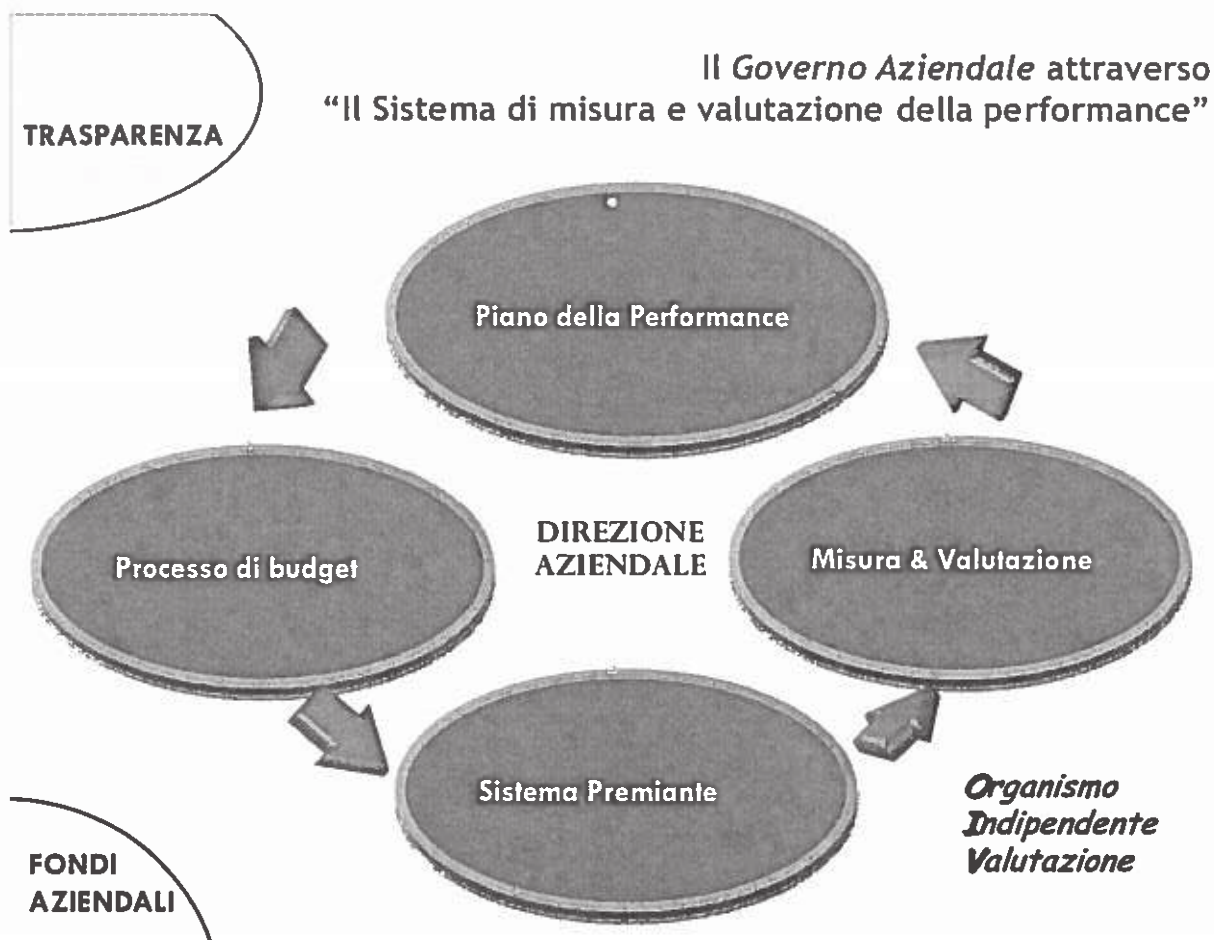 Il Governo Aziendale attraverso
“Il Sistema di misura e valutazione della performance”
TRASPARENZA
Piano della Performance
Processo di budget
DIREZIONE
AZIENDALE
Misura & Valutazione
Sistema Premiante
Organismo
Indipendente
Valutazione
FONDI
AZIENDALI